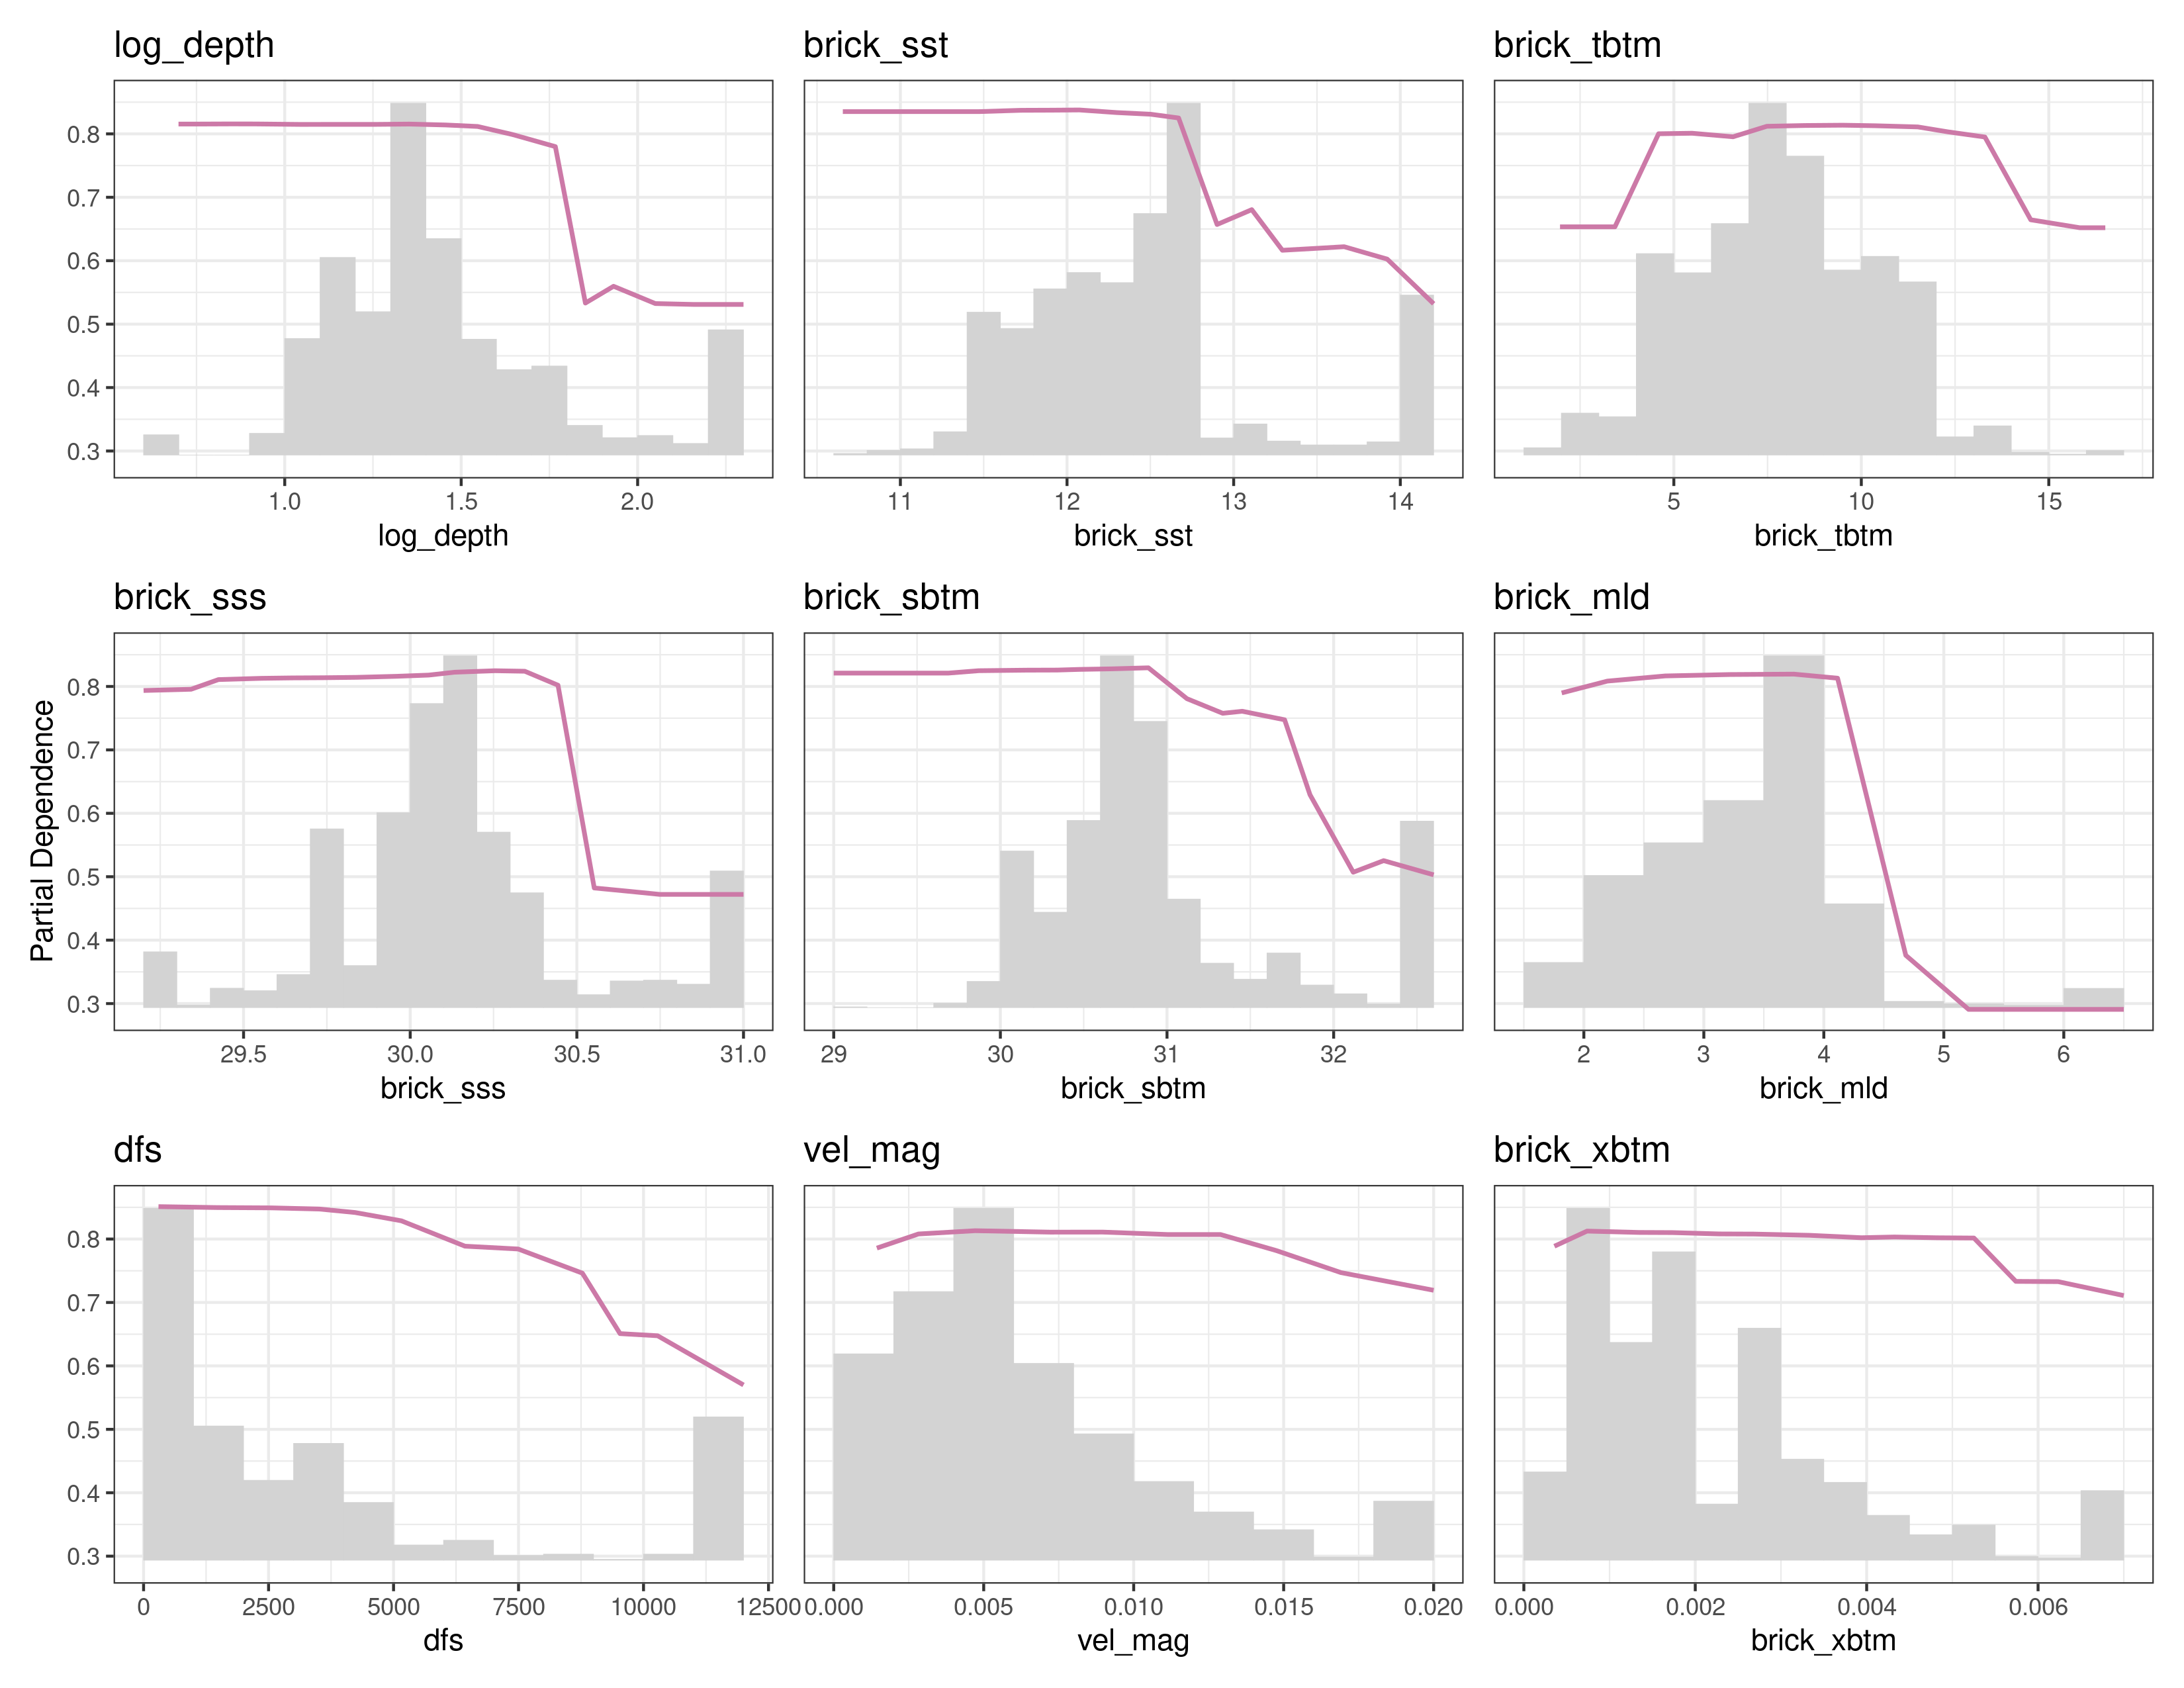 log_depth
brick_sst
brick_tbtm
0.8
0.7
0.6
0.5
0.4
0.3
1.0 1.5 2.0
11 12 13 14
5 10 15
log_depth
brick_sst
brick_tbtm
brick_sss
brick_sbtm
brick_mld
Partial Dependence
0.8
0.7
0.6
0.5
0.4
0.3
29.5 30.0 30.5 31.0
29 30 31 32
2 3 4 5 6
brick_sss
brick_sbtm
brick_mld
dfs
vel_mag
brick_xbtm
0.8
0.7
0.6
0.5
0.4
0.3
0 2500 5000 7500 10000 12500
0.000 0.005 0.010 0.015 0.020
0.000 0.002 0.004 0.006
dfs
vel_mag
brick_xbtm